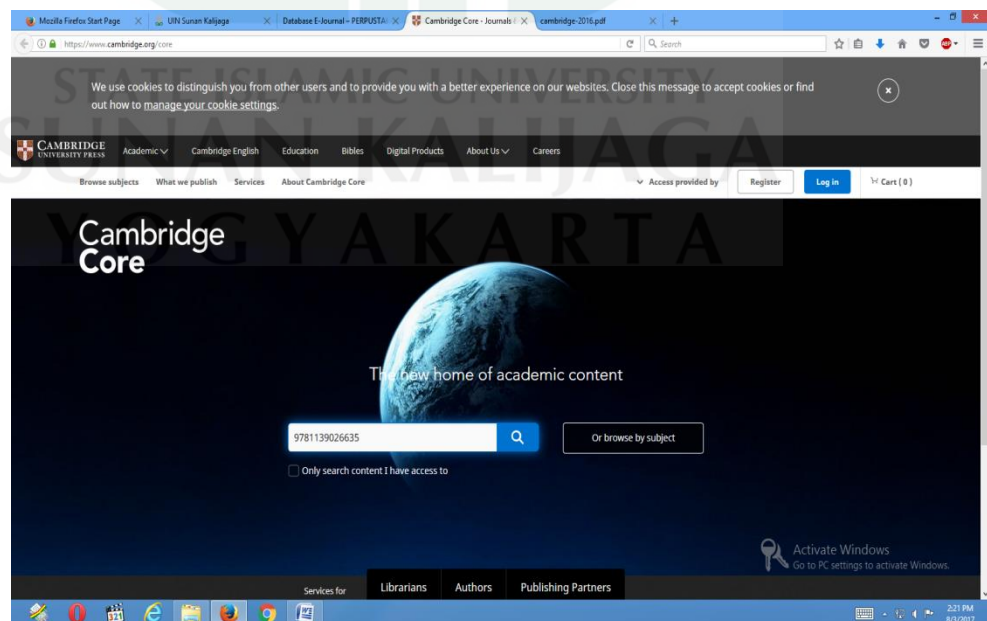 Mozilla Firefox Start Page
UIN Sunan Kalijaga
Database E-Journal – PERPUSTA
Cambridge Core - Journals
cambridge-2016.pdf
https://www.cambridge.org/core
Search
STATE ISLAMIC UNIVERSITY
We use cookies to distinguish you from other users and to provide you with a better experience on our websites. Close this message to accept cookies or find
out how to manage your cookie settings.
SUNAN KALIJAGA
CAMBRIDGE
UNIVERSITY PRESS
Academic Cambridge English Education Bibles Digital Products About Us Careers
Browse subjects What we publish Services About Cambridge Core Access provided by Register Log in Cart ( 0 )
YOGYAKARTA
Cambridge
Core
The new home of academic content
9781139026635 Or browse by subject
Only search content I have access to
Activate Windows
Go to PC settings to activate Windows.
Services for Librarians Authors Publishing Partners
2:21 PM
8/3/2017